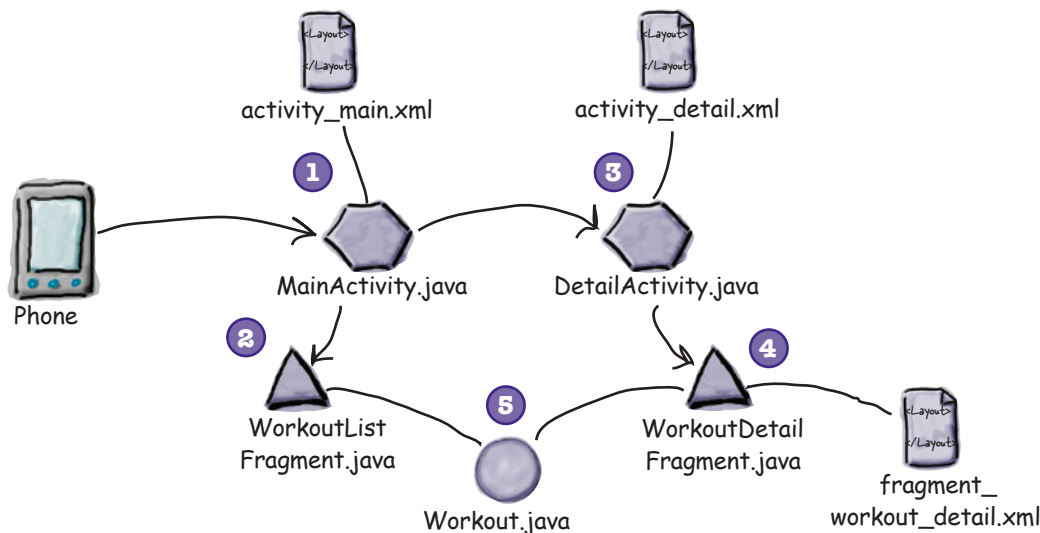 <Layout>
</Layout>
activity_main.xml
<Layout>
</Layout>
activity_detail.xml
1
3
MainActivity.java
DetailActivity.java
Phone
2
4
5
WorkoutList
Fragment.java
WorkoutDetail
Fragment.java
<Layout>
</Layout>
fragment_
workout_detail.xml
Workout.java